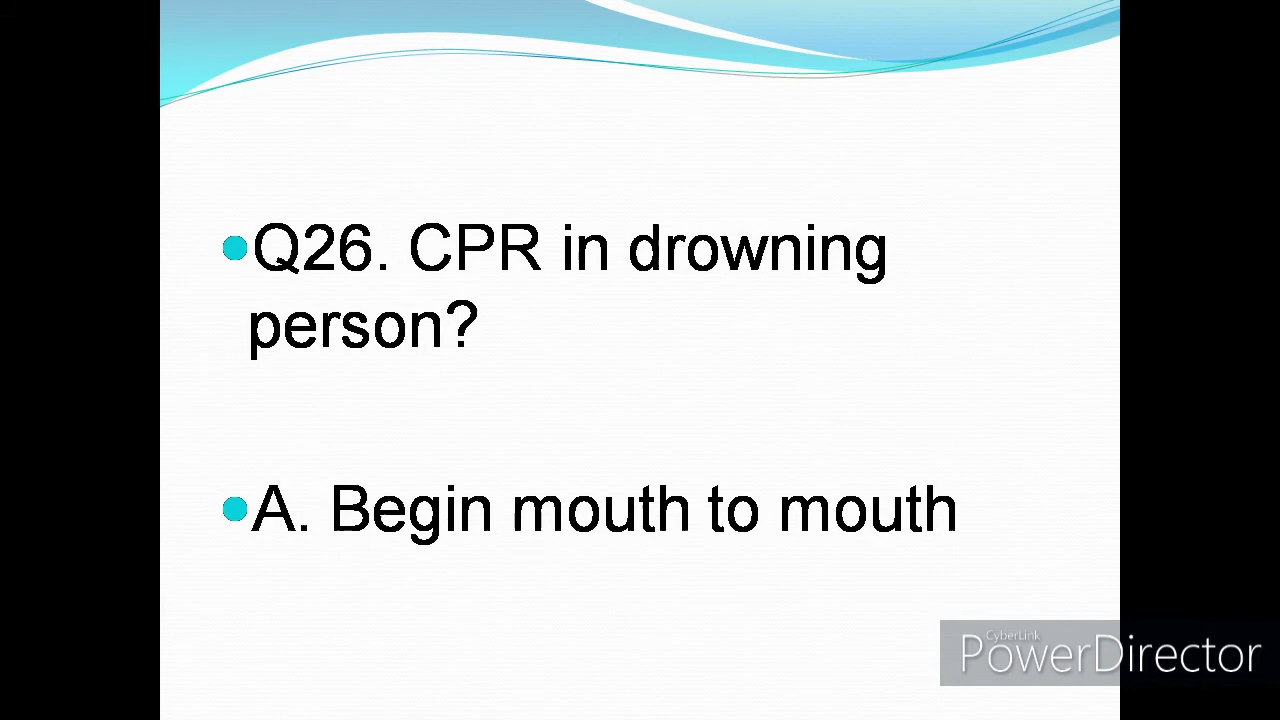 •Q26. CPR in drowning
person?
•A. Begin mouth to mouth
CyberLink
PowerDirector